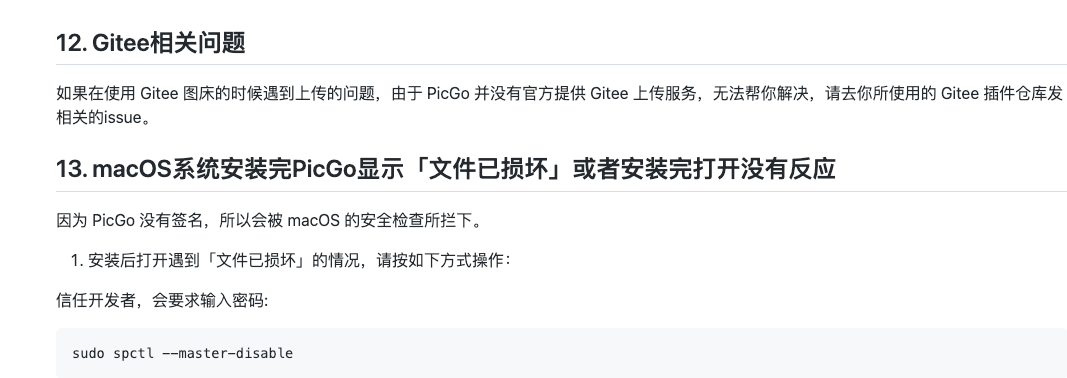 12. Gitee相关问题
如果在使用 Gitee 图床的时候遇到上传的问题，由于 PicGo 并没有官方提供 Gitee 上传服务，无法帮你解决，请去你所使用的 Gitee 插件仓库发
相关的issue。
13. macOS系统安装完PicGo显示「文件已损坏」或者安装完打开没有反应
因为 PicGo 没有签名，所以会被 macOS 的安全检查所拦下。
1. 安装后打开遇到「文件已损坏」的情况，请按如下方式操作：
信任开发者，会要求输入密码:
sudo spctl --master-disable